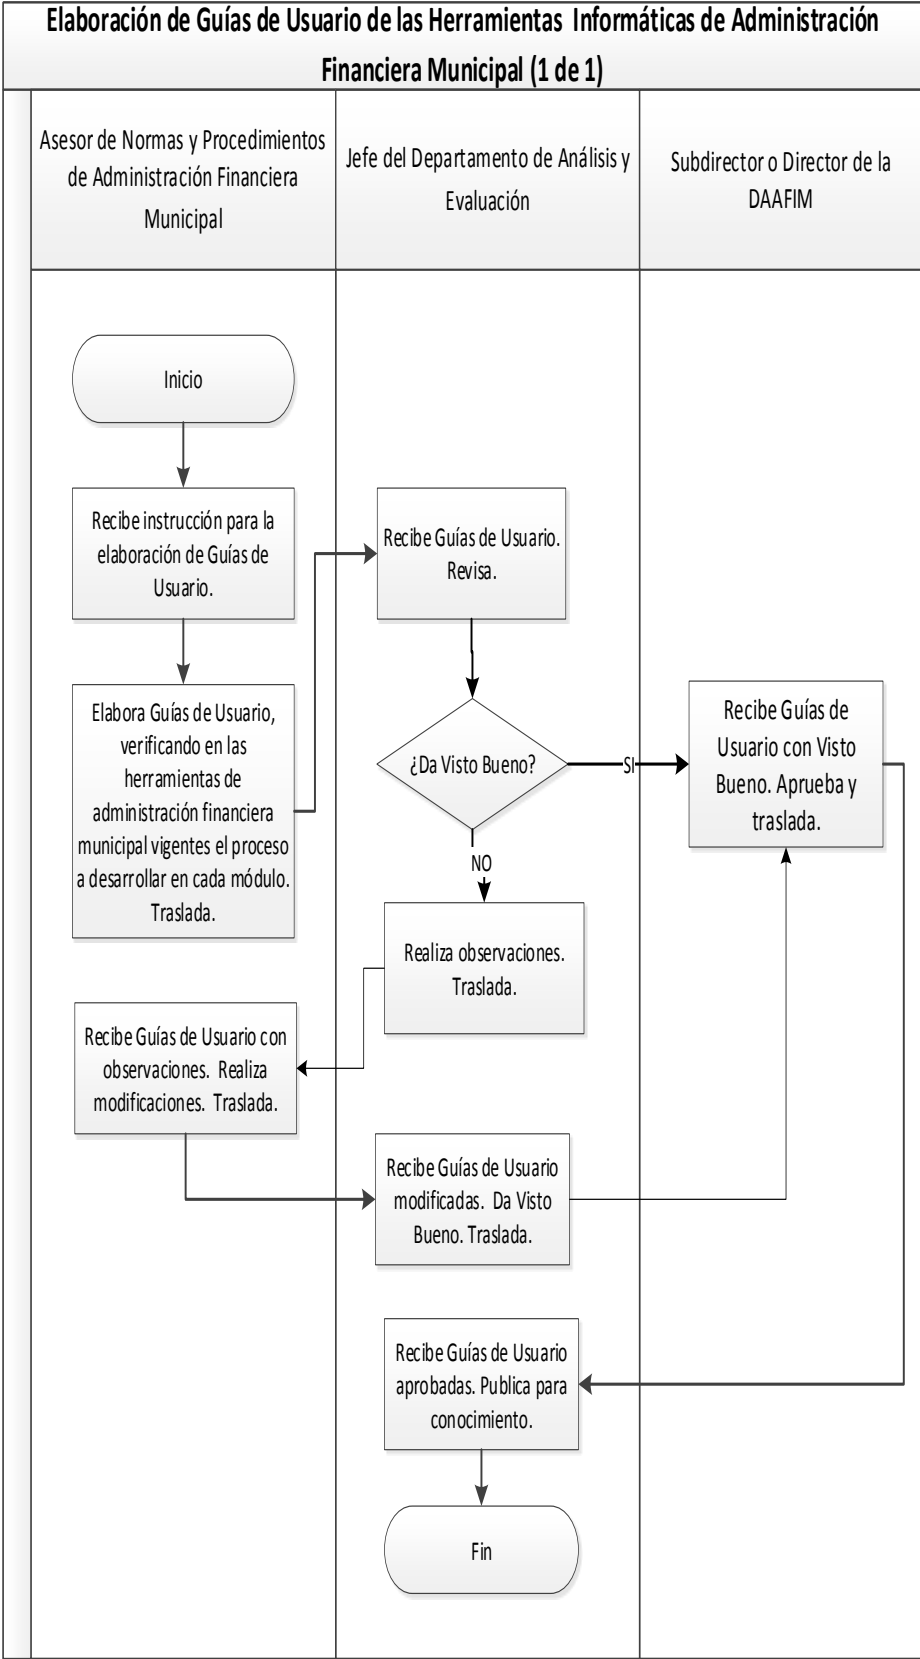 Elaboración de Guías de Usuario de las Herramientas Informáticas de Administración
Financiera Municipal (1 de 1)
Asesor de Normas y Procedimientos
de Administración Financiera
Municipal
Jefe del Departamento de Análisis y
Evaluación
Subdirector o Director de la
DAAFIM
Inicio
Recibe instrucción para la
elaboración de Guías de
Usuario.
Elabora Guías de Usuario,
verificando en las
herramientas de
administración financiera
municipal vigentes el proceso
a desarrollar en cada módulo.
Traslada.
Recibe Guías de Usuario.
Revisa.
¿Da Visto Bueno?
SI
NO
Recibe Guías de
Usuario con Visto
Bueno. Aprueba y
traslada.
Realiza observaciones.
Traslada.
Recibe Guías de Usuario con
observaciones. Realiza
modificaciones. Traslada.
Recibe Guías de Usuario
modificadas. Da Visto
Bueno. Traslada.
Recibe Guías de Usuario
aprobadas. Publica para
conocimiento.
Fin